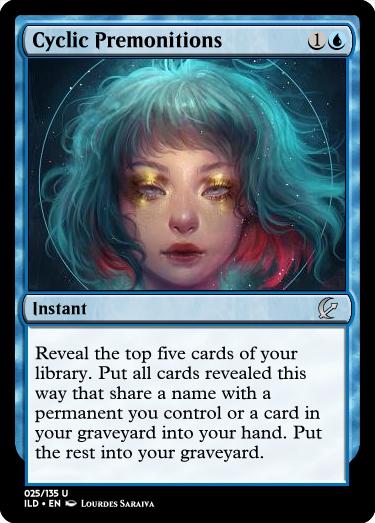 Cyclic Premonitions 1
Instant
Reveal the top five cards of your
library. Put all cards revealed this
way that share a name with a
permanent you control or a card in
your graveyard into your hand. Put
the rest into your graveyard.
025/135 U
ILD • EN Lourdes Saraiva